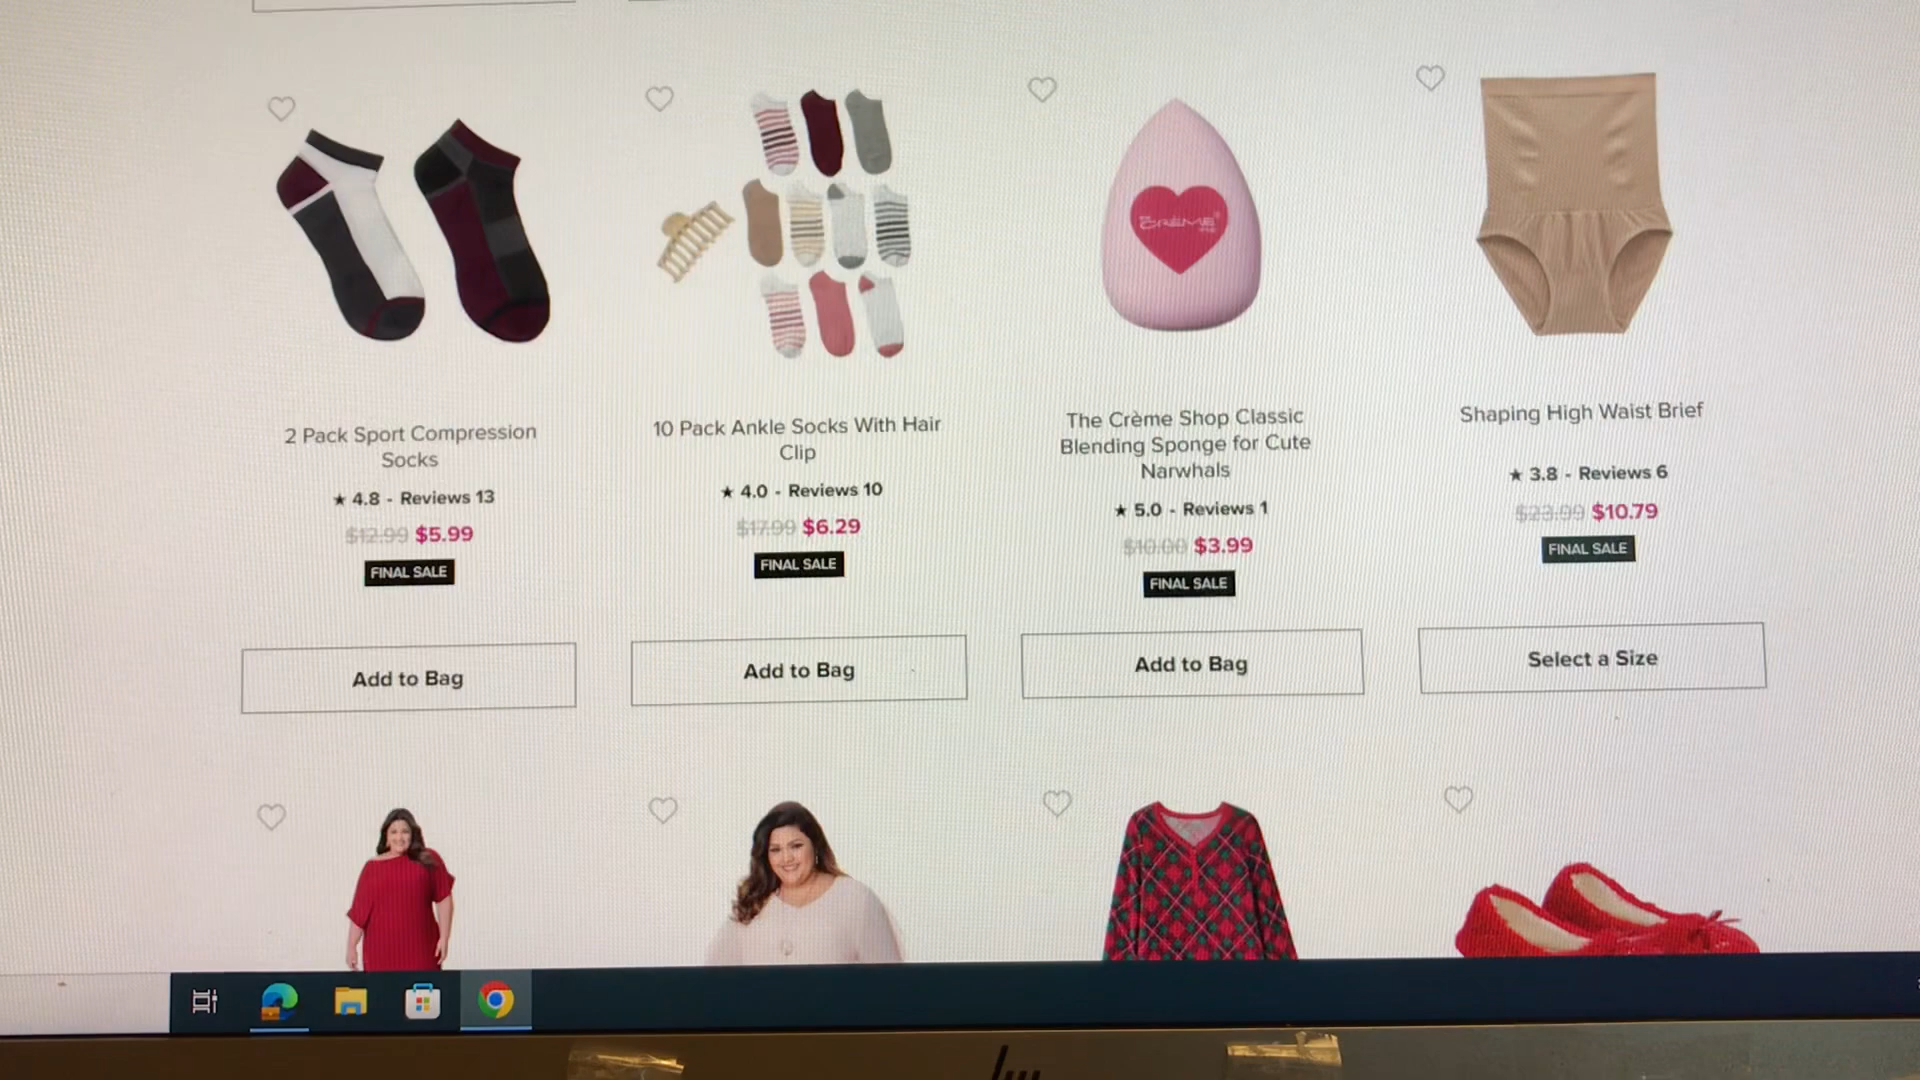 CRÈME
2 Pack Sport Compression
Socks
★ 4.8 - Reviews 13
$12.99 $5.99
FINAL SALE
Add to Bag
10 Pack Ankle Socks With Hair
Clip
★ 4.0 - Reviews 10
$17.99 $6.29
FINAL SALE
Add to Bag
The Crème Shop Classic
Blending Sponge for Cute
Narwhals
★ 5.0 - Reviews 1
$10.00 $3.99
FINAL SALE
Add to Bag
Shaping High Waist Brief
★ 3.8 - Reviews 6
$23.99 $10.79
FINAL SALE
Select a Size
hp